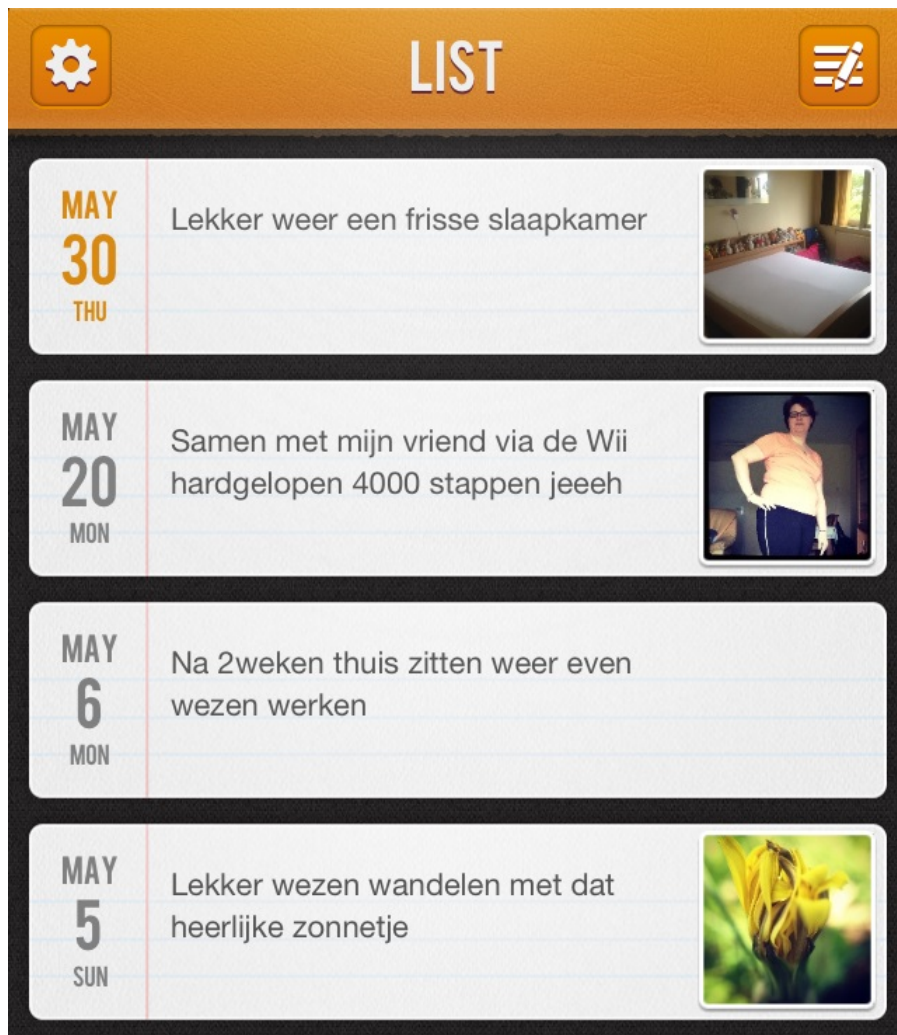 LIST
MAY
30
THU
Lekker weer een frisse slaapkamer
MAY
20
MON
Samen met mijn vriend via de Wii
hardgelopen 4000 stappen jeeeh
MAY
6
MON
Na 2weken thuis zitten weer even
wezen werken
MAY
5
SUN
Lekker wezen wandelen met dat
heerlijke zonnetje